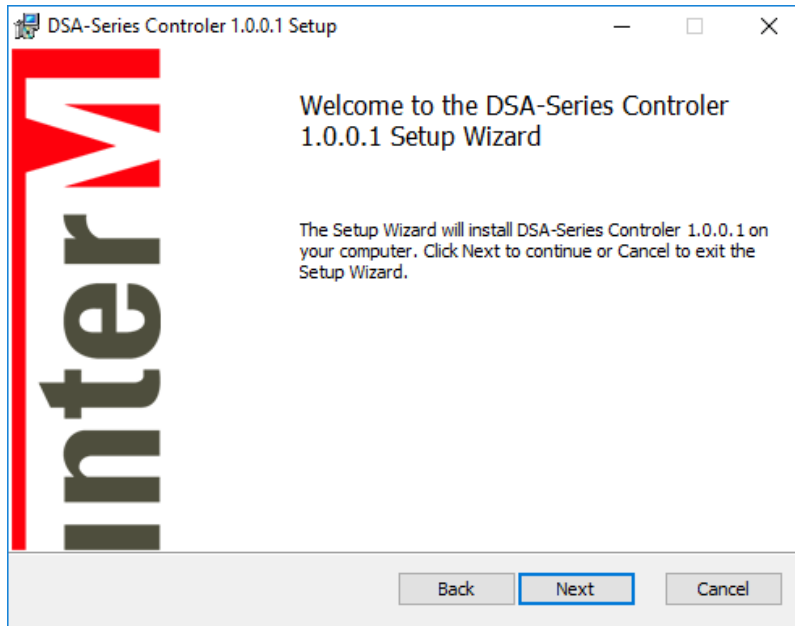 DSA-Series Controler 1.0.0.1 Setup
Welcome to the DSA-Series Controler
1.0.0.1 Setup Wizard
The Setup Wizard will install DSA-Series Controler 1.0.0.1 on
your computer. Click Next to continue or Cancel to exit the
Setup Wizard.
interM
Back
Next
Cancel